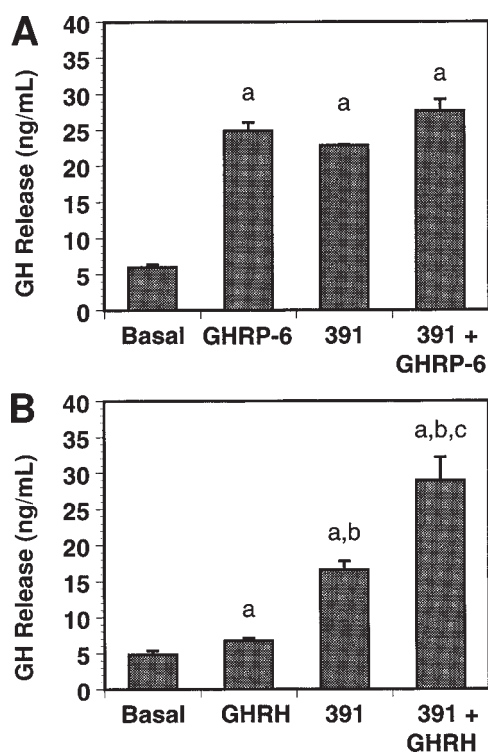 A
GH Release (ng/mL)
40
35
30
25
20
15
10
5
0
a
a
a
Basal
GHRP-6
391
391 +
GHRP-6
B
GH Release (ng/mL)
40
35
30
25
20
15
10
5
0
a
a,b
a,b,c
Basal
GHRH
391
391 +
GHRH